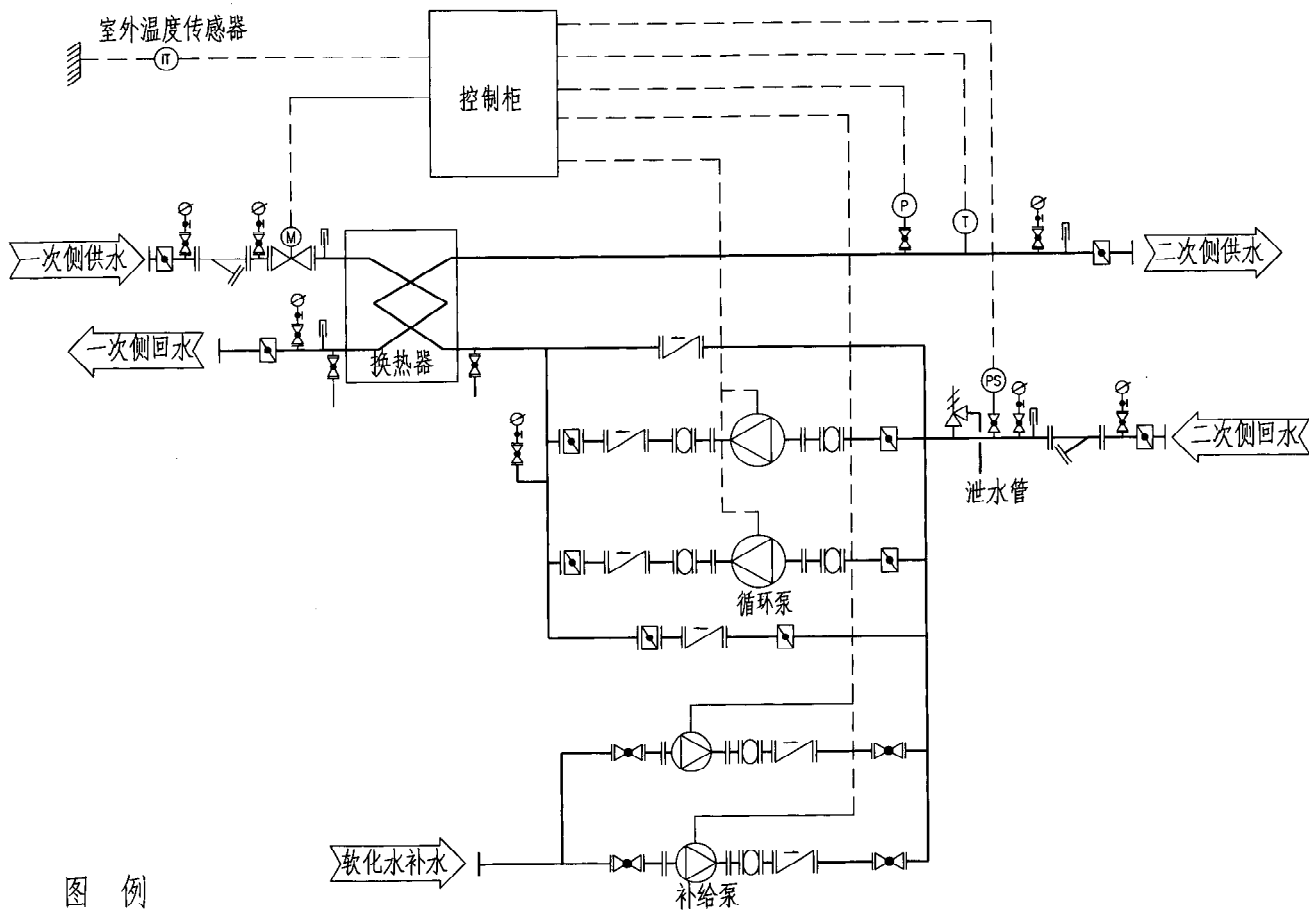 室外温度传感器
IT
控制柜
P
T
M
一次侧供水
二次侧供水
一次侧回水
换热器
PS
二次侧回水
泄水管
循环泵
软化水补水
补给泵
图 例